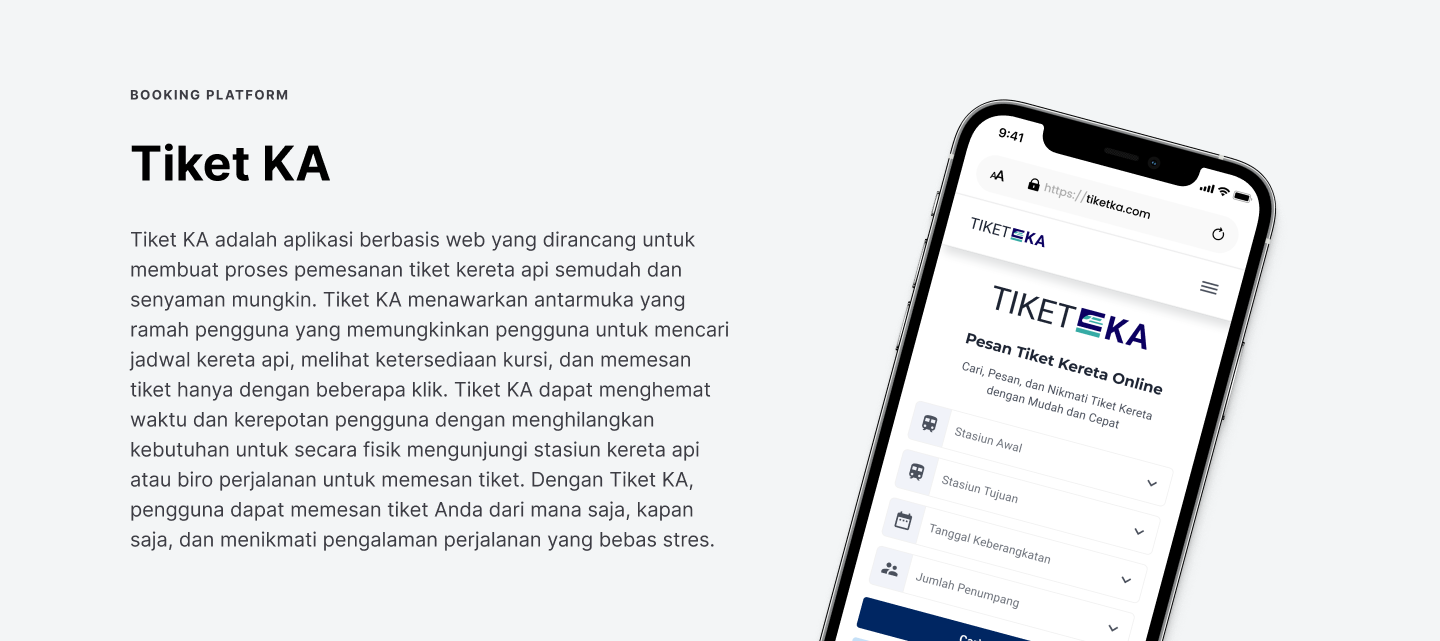 BOOKING PLATFORM
Tiket KA
Tiket KA adalah aplikasi berbasis web yang dirancang untuk
membuat proses pemesanan tiket kereta api semudah dan
senyaman mungkin. Tiket KA menawarkan antarmuka yang
ramah pengguna yang memungkinkan pengguna untuk mencari
jadwal kereta api, melihat ketersediaan kursi, dan memesan
tiket hanya dengan beberapa klik. Tiket KA dapat menghemat
waktu dan kerepotan pengguna dengan menghilangkan
kebutuhan untuk secara fisik mengunjungi stasiun kereta api
atau biro perjalanan untuk memesan tiket. Dengan Tiket KA,
pengguna dapat memesan tiket Anda dari mana saja, kapan
saja, dan menikmati pengalaman perjalanan yang bebas stres.
9:41
AA https://tiketka.com
TIKETKA
TIKETKA
Pesan Tiket Kereta Online
Cari, Pesan, dan Nikmati Tiket Kereta
dengan Mudah dan Cepat
Stasiun Awal
Stasiun Tujuan
Tanggal Keberangkatan
Jumlah Penumpang